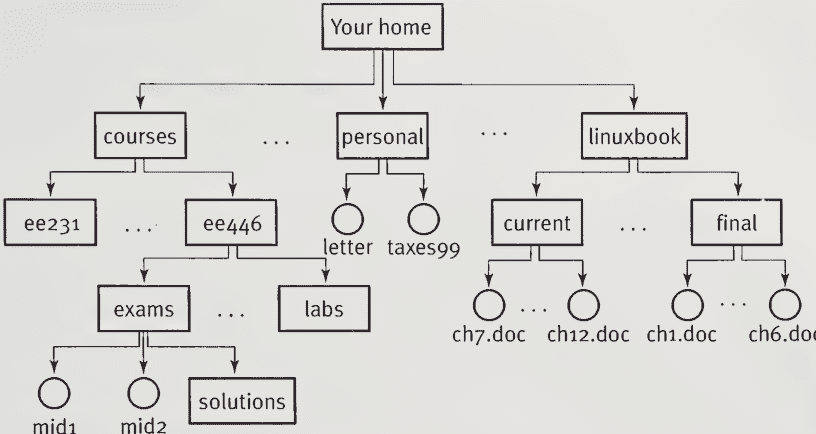 Your home
courses
...
personal
...
linuxbook
ee231
...
ee446
letter
taxes99
current
...
final
exams
...
labs
ch7.doc
...
ch12.doc
ch1.doc
...
ch6.doc
mid1
mid2
solutions